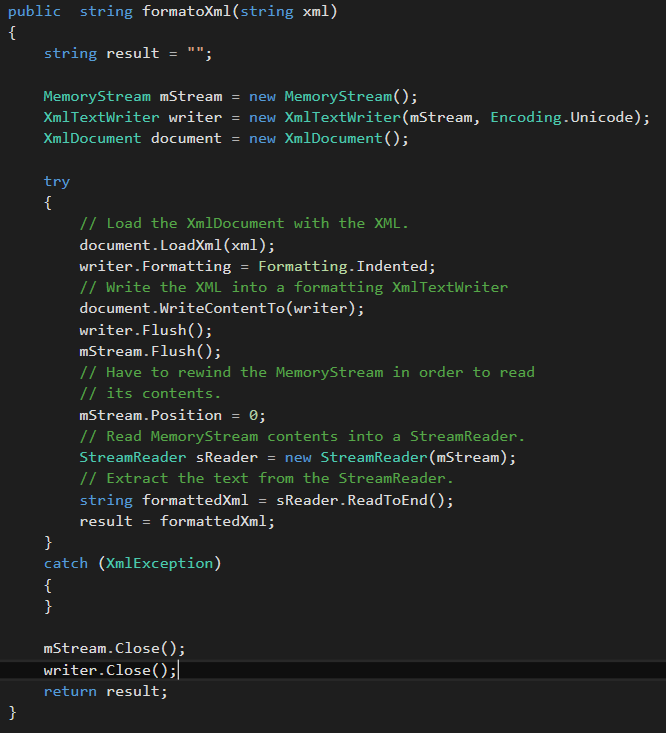 public  string formatoXml(string xml)
{
    string result = "";

    MemoryStream mStream = new MemoryStream();
    XmlTextWriter writer = new XmlTextWriter(mStream, Encoding.Unicode);
    XmlDocument document = new XmlDocument();

    try
    {
        // Load the XmlDocument with the XML.
        document.LoadXml(xml);
        writer.Formatting = Formatting.Indented;
        // Write the XML into a formatting XmlTextWriter
        document.WriteContentTo(writer);
        writer.Flush();
        mStream.Flush();
        // Have to rewind the MemoryStream in order to read
        // its contents.
        mStream.Position = 0;
        // Read MemoryStream contents into a StreamReader.
        StreamReader sReader = new StreamReader(mStream);
        // Extract the text from the StreamReader.
        string formattedXml = sReader.ReadToEnd();
        result = formattedXml;
    }
    catch (XmlException)
    {
    }

    mStream.Close();
    writer.Close();
    return result;
}